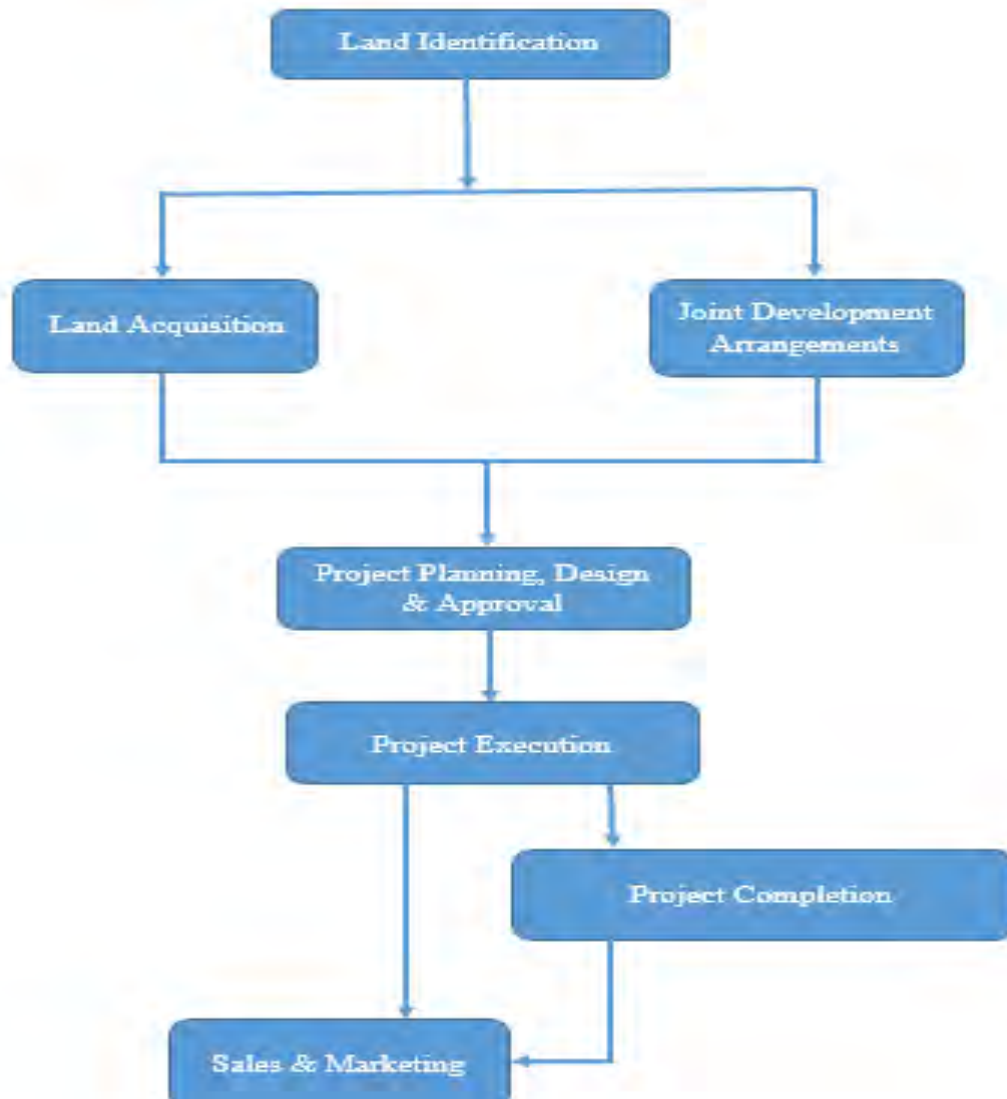 Land Identification
Land Acquisition
Joint Development
Arrangements
Project Planning, Design
& Approval
Project Execution
Project Completion
Sales & Marketing